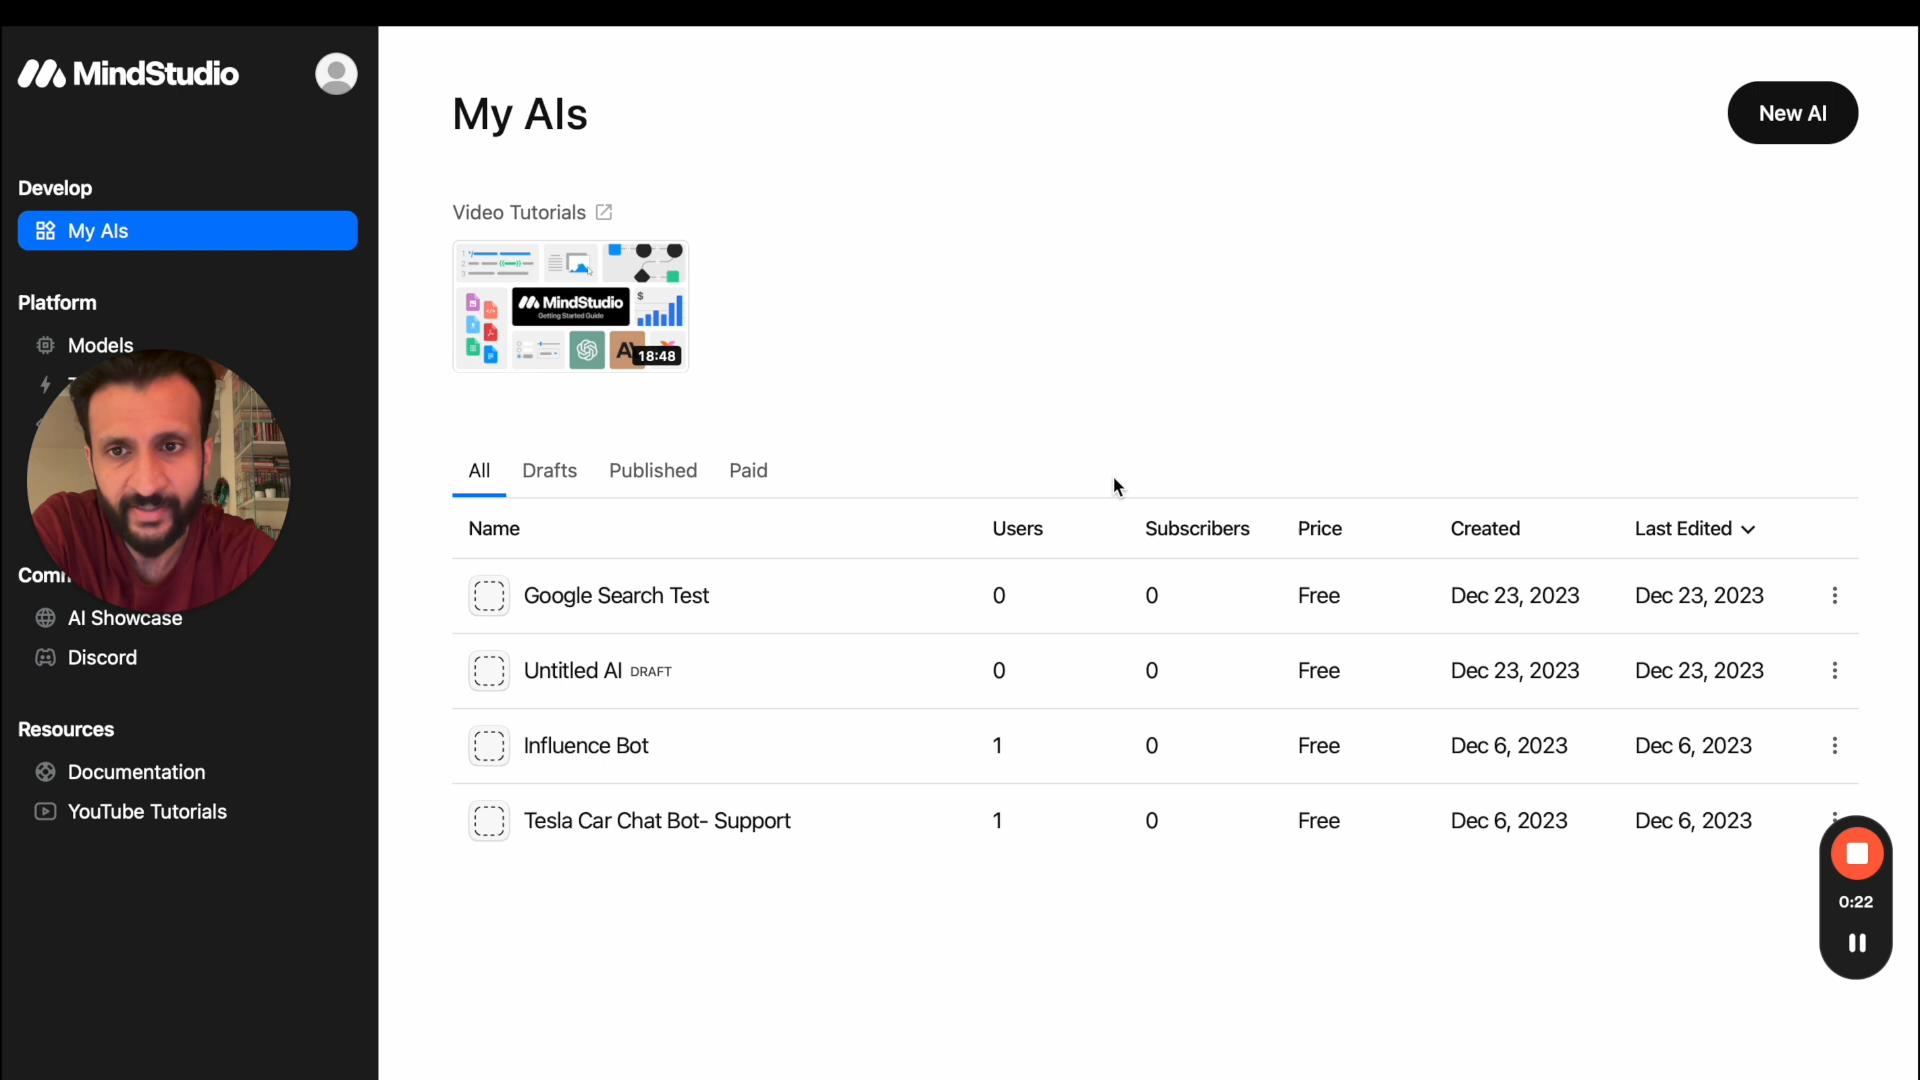 MindStudio
Develop
My AIs
Platform
Models
AI Showcase
Discord
Resources
Documentation
YouTube Tutorials
My AIs
New AI
Video Tutorials
MindStudio
Getting Started Guide
18:48
All Drafts Published Paid
Name Users Subscribers Price Created Last Edited
Google Search Test 0 0 Free Dec 23, 2023 Dec 23, 2023
Untitled AI DRAFT 0 0 Free Dec 23, 2023 Dec 23, 2023
Influence Bot 1 0 Free Dec 6, 2023 Dec 6, 2023
Tesla Car Chat Bot- Support 1 0 Free Dec 6, 2023 Dec 6, 2023
0:22